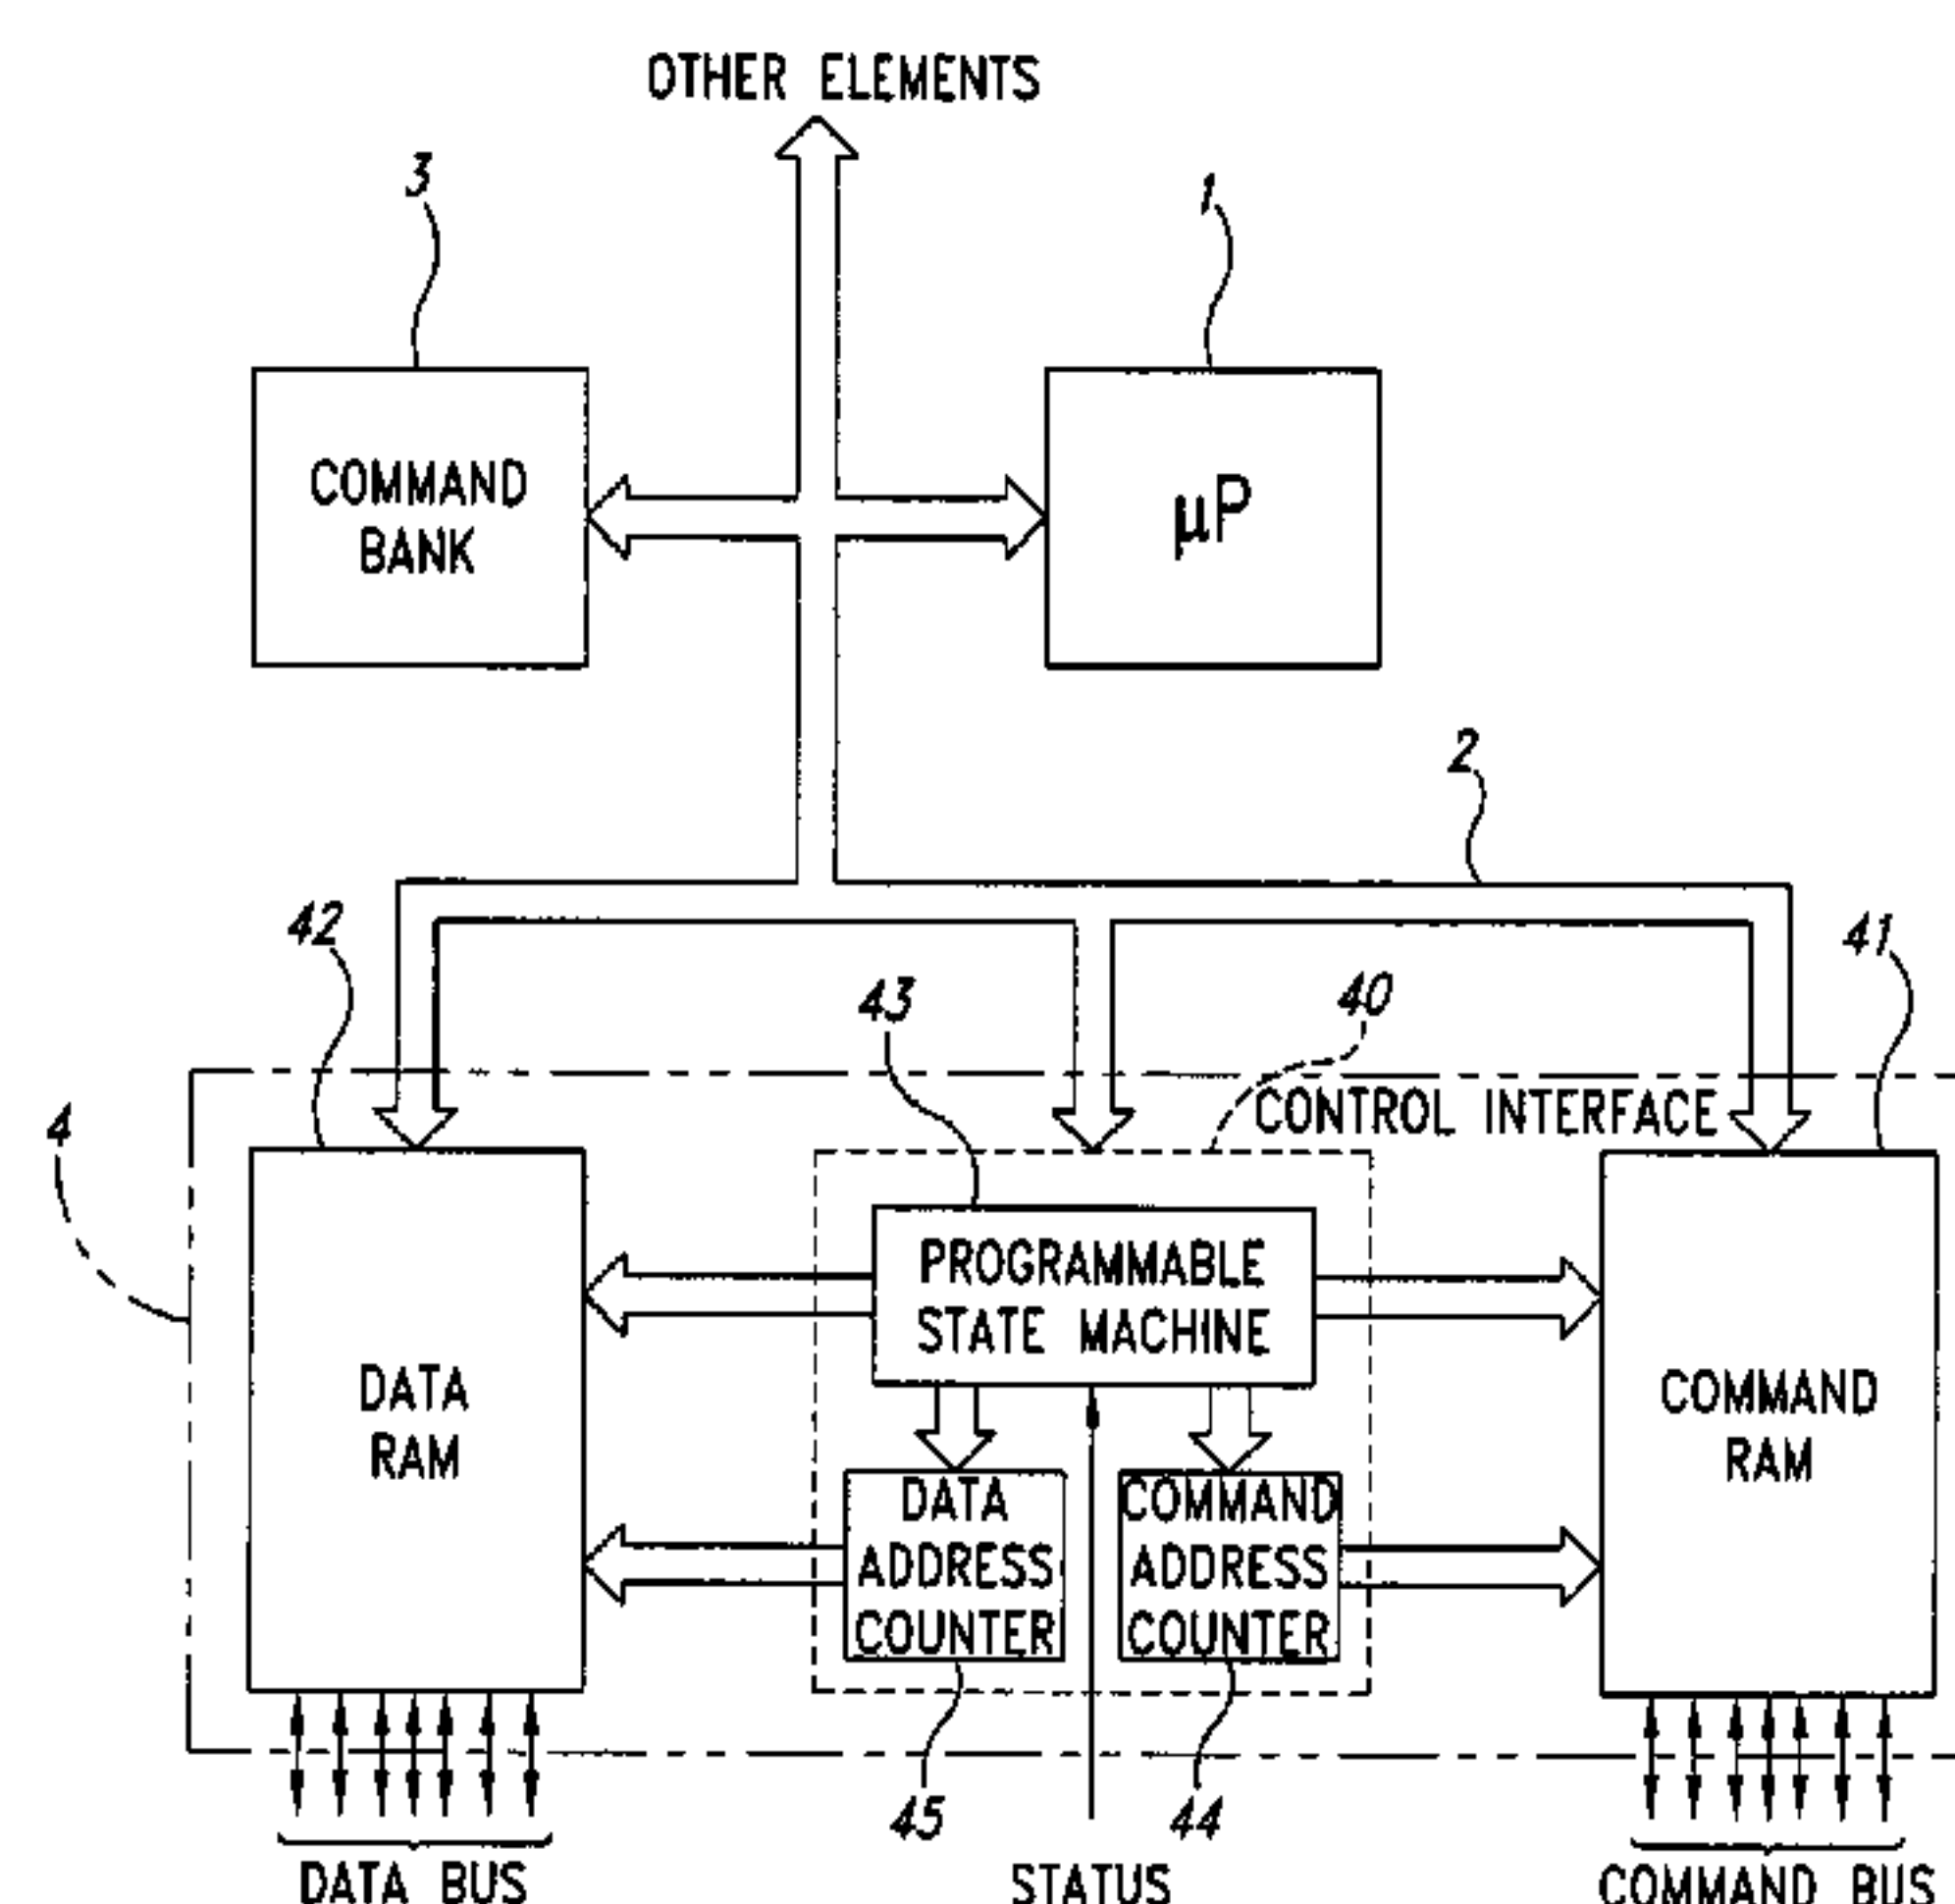 OTHER ELEMENTS
3
1
COMMAND
BANK
µP
2
42
41
43
40
4
CONTROL INTERFACE
PROGRAMMABLE
STATE MACHINE
DATA
RAM
COMMAND
RAM
DATA
ADDRESS
COUNTER
COMMAND
ADDRESS
COUNTER
45
44
DATA BUS
STATUS
COMMAND BUS